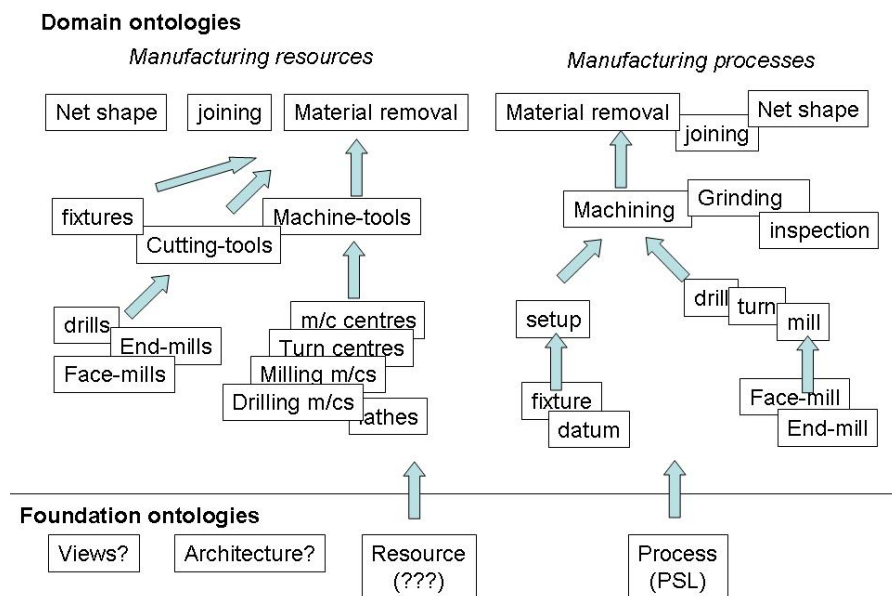 Domain ontologies
Manufacturing resources
Manufacturing processes
Net shape
joining
Material removal
fixtures
Cutting-tools
Machine-tools
drills
End-mills
Face-mills
m/c centres
Turn centres
Milling m/cs
Drilling m/cs
lathes
Material removal
joining
Net shape
Machining
Grinding
inspection
setup
drill
turn
mill
fixture
datum
Face-mill
End-mill
Foundation ontologies
Views?
Architecture?
Resource
(???)
Process
(PSL)